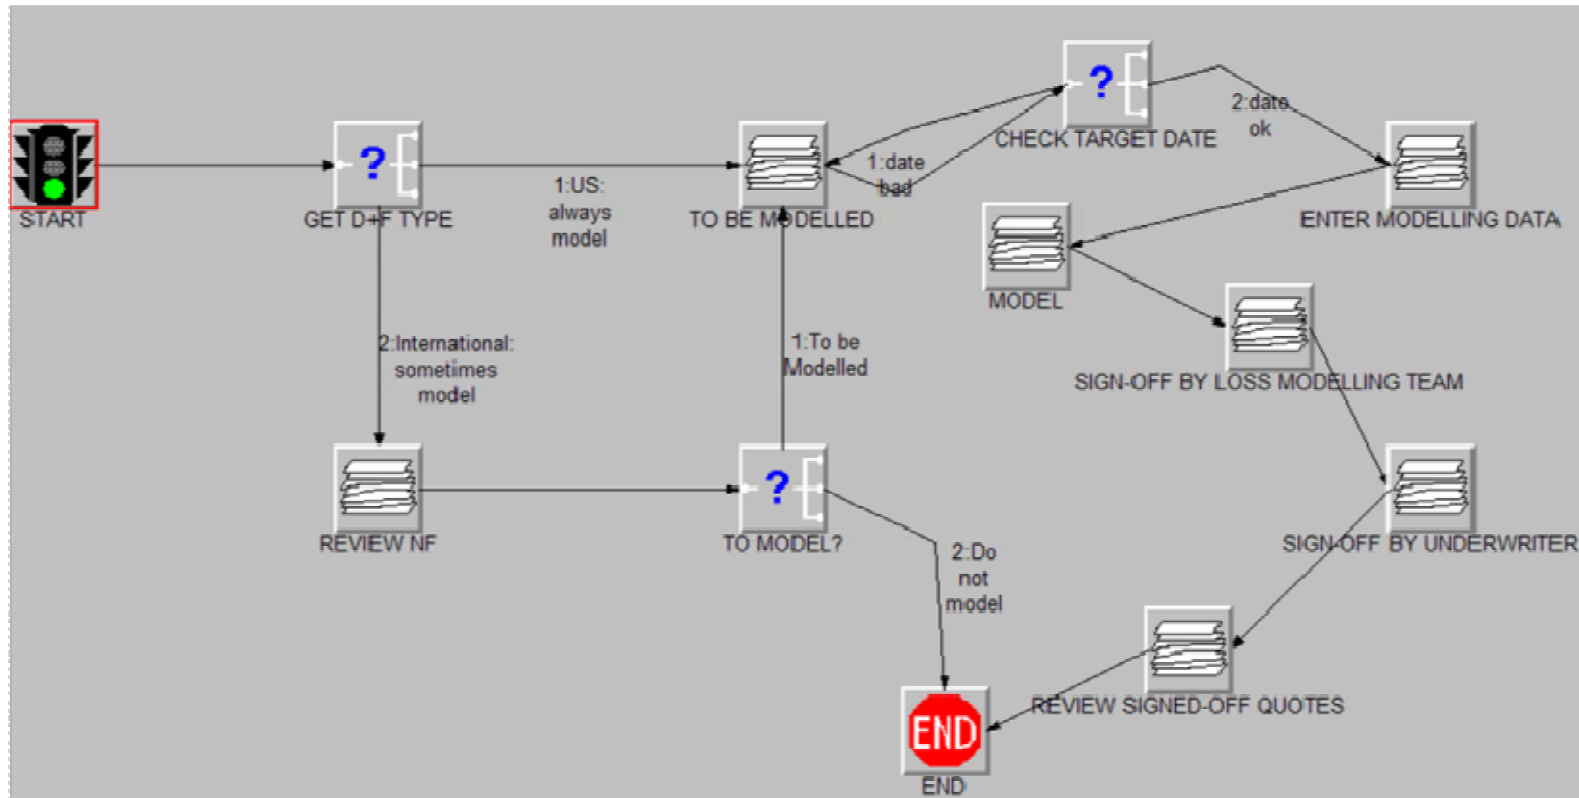 2:date
ok
CHECK TARGET DATE
1:date
bad
START
GET D+F TYPE
1:US:
always
model
TO BE MODELLED
ENTER MODELLING DATA
MODEL
2:International:
sometimes
model
1:To be
Modelled
SIGN-OFF BY LOSS MODELLING TEAM
REVIEW NF
TO MODEL?
2:Do
not
model
SIGN-OFF BY UNDERWRITER
REVIEW SIGNED-OFF QUOTES
END
END